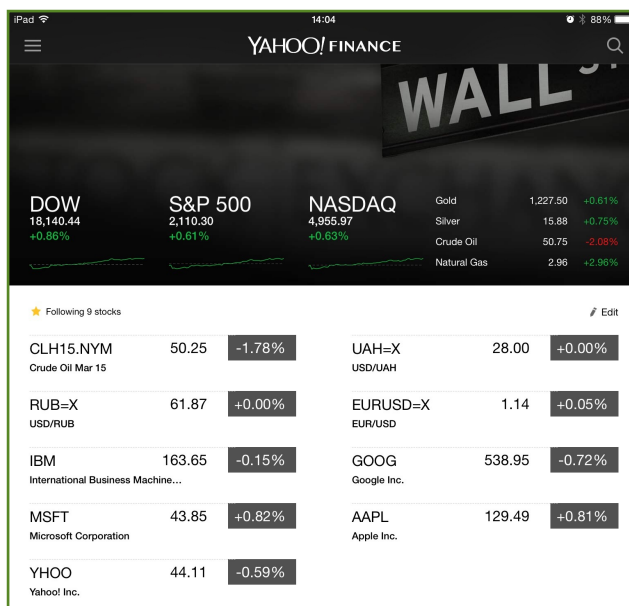 iPad 14:04 88%
YAHOO! FINANCE
WALL ST
DOW S&P 500 NASDAQ
18,140.44 2,110.30 4,955.97
+0.86% +0.61% +0.63%
Gold 1,227.50 +0.61%
Silver 15.88 +0.75%
Crude Oil 50.75 -2.08%
Natural Gas 2.96 +2.96%
Following 9 stocks Edit
CLH15.NYM 50.25 -1.78% UAH=X 28.00 +0.00%
Crude Oil Mar 15 USD/UAH
RUB=X 61.87 +0.00% EURUSD=X 1.14 +0.05%
USD/RUB EUR/USD
IBM 163.65 -0.15% GOOG 538.95 -0.72%
International Business Machine... Google Inc.
MSFT 43.85 +0.82% AAPL 129.49 +0.81%
Microsoft Corporation Apple Inc.
YHOO 44.11 -0.59%
Yahoo! Inc.